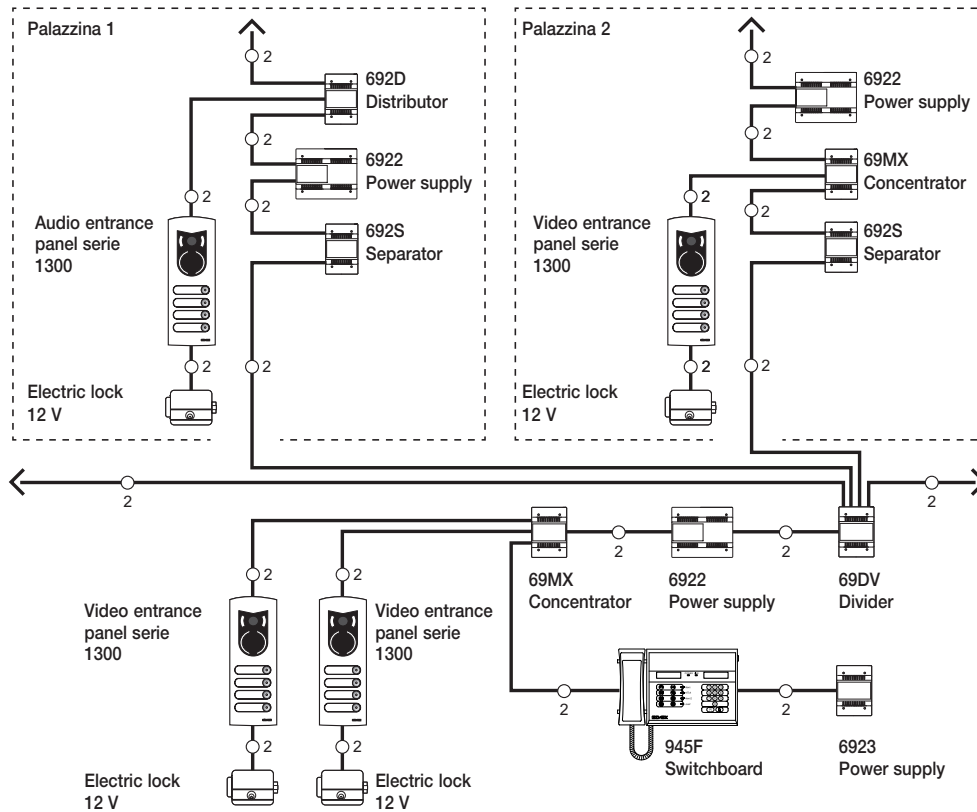 Palazzina 1
2
692D
Distributor
2
6922
Power supply
2
2
Audio entrance
panel serie
1300
692S
Separator
2
2
Electric lock
12 V
Palazzina 2
2
6922
Power supply
2
69MX
Concentrator
2
2
Video entrance
panel serie
1300
692S
Separator
2
2
Electric lock
12 V
2
2
2
2
69MX
Concentrator
6922
Power supply
69DV
Divider
2
2
Video entrance
panel serie
1300
Video entrance
panel serie
1300
2
2
945F
Switchboard
6923
Power supply
2
2
Electric lock
12 V
Electric lock
12 V